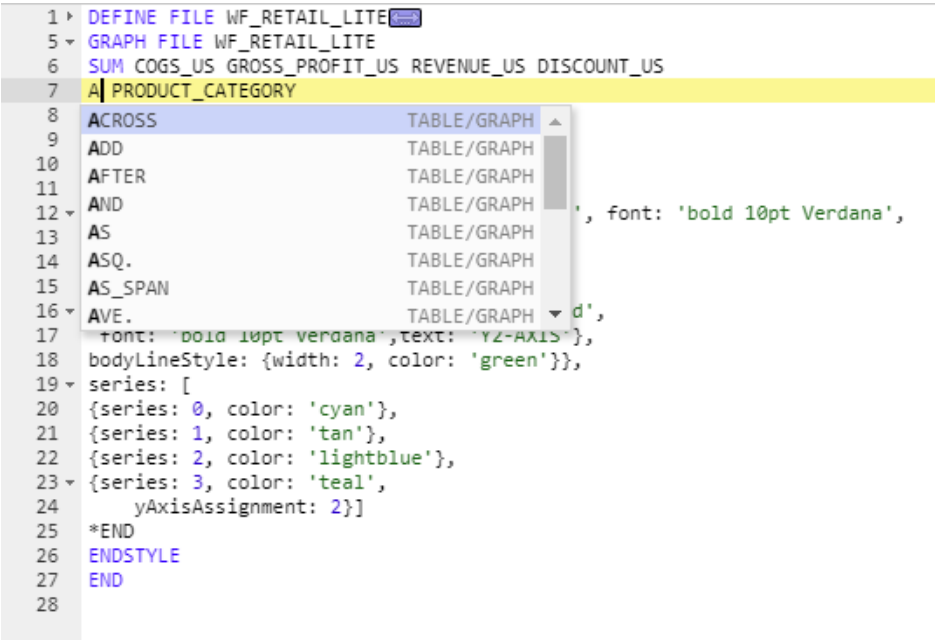 1 DEFINE FILE WF_RETAIL_LITE
5 GRAPH FILE WF_RETAIL_LITE
6 SUM COGS_US GROSS_PROFIT_US REVENUE_US DISCOUNT_US
7 A PRODUCT_CATEGORY
8 ACROSS TABLE/GRAPH
9 ADD TABLE/GRAPH
10 AFTER TABLE/GRAPH
11 AND TABLE/GRAPH
12 ', font: 'bold 10pt Verdana',
13 AS TABLE/GRAPH
14 ASQ. TABLE/GRAPH
15 AS_SPAN TABLE/GRAPH
16 AVE. TABLE/GRAPH d',
17 font: 'bold 10pt Verdana',text: 'Y2-AXIS'},
18 bodyLineStyle: {width: 2, color: 'green'}},
19 series: [
20 {series: 0, color: 'cyan'},
21 {series: 1, color: 'tan'},
22 {series: 2, color: 'lightblue'},
23 {series: 3, color: 'teal',
24 yAxisAssignment: 2}]
25 *END
26 ENDSTYLE
27 END
28